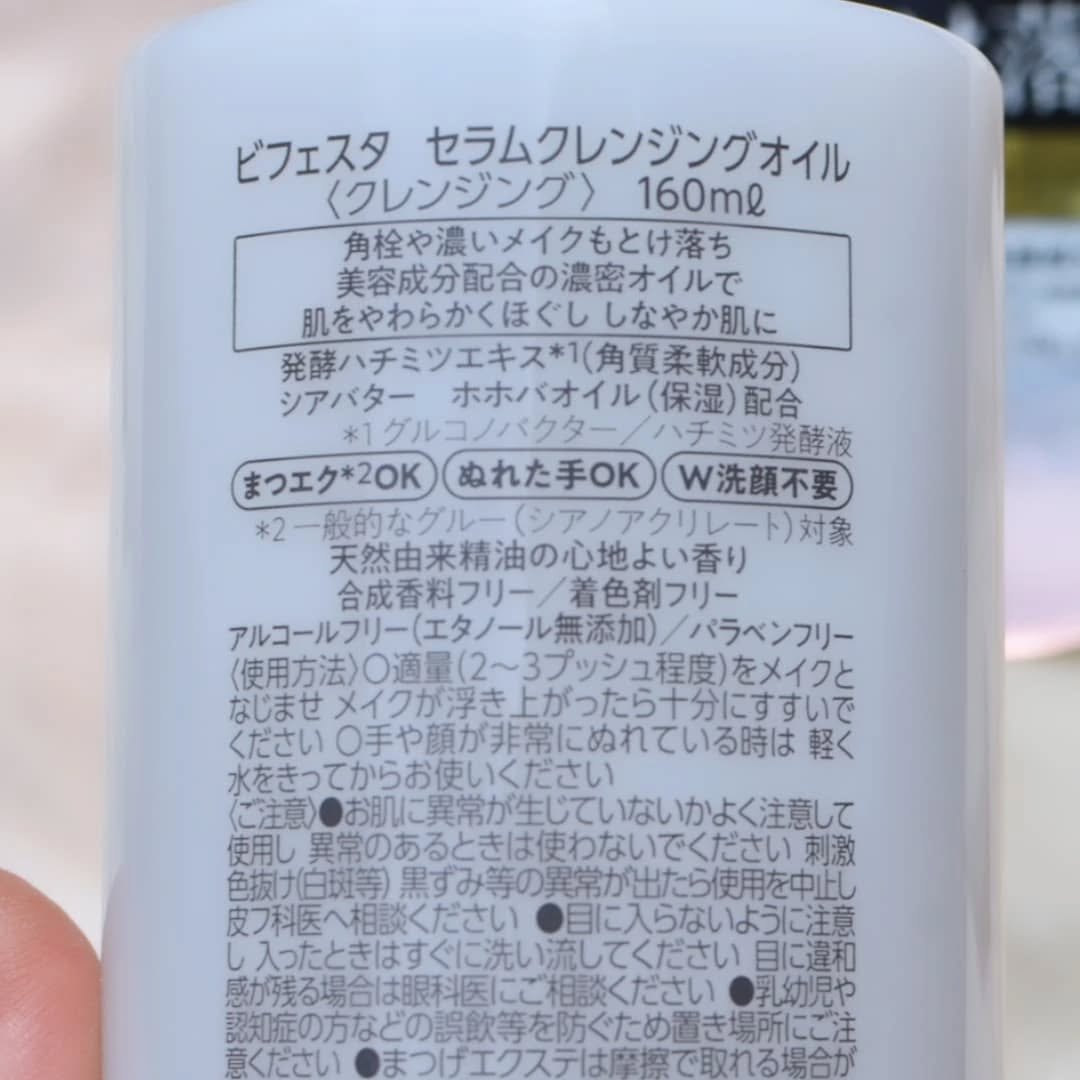 ビフェスタ セラムクレンジングオイル
〈クレンジング〉 160mℓ
角栓や濃いメイクもとけ落ち
美容成分配合の濃密オイルで
肌をやわらかくほぐし しなやか肌に
発酵ハチミツエキス*1(角質柔軟成分)
シアバター ホホバオイル(保湿)配合
*1 グルコノバクター/ハチミツ発酵液
まつエク*2OK ぬれた手OK W洗顔不要
*2 一般的なグルー(シアノアクリレート)対象
天然由来精油の心地よい香り
合成香料フリー/着色剤フリー
アルコールフリー(エタノール無添加)/パラベンフリー
〈使用方法〉○適量(2〜3プッシュ程度)をメイクと
なじませ メイクが浮き上がったら十分にすすいで
ください ○手や顔が非常にぬれている時は 軽く
水をきってからお使いください
〈ご注意〉●お肌に異常が生じていないかよく注意して
使用し 異常のあるときは使わないでください 刺激
色抜け(白斑等) 黒ずみ等の異常が出たら使用を中止し
皮フ科医へ相談ください ●目に入らないように注意
し 入ったときはすぐに洗い流してください 目に違和
感が残る場合は眼科医にご相談ください ●乳幼児や
認知症の方などの誤飲等を防ぐため置き場所にご注
意ください ●まつげエクステは摩擦で取れる場合が